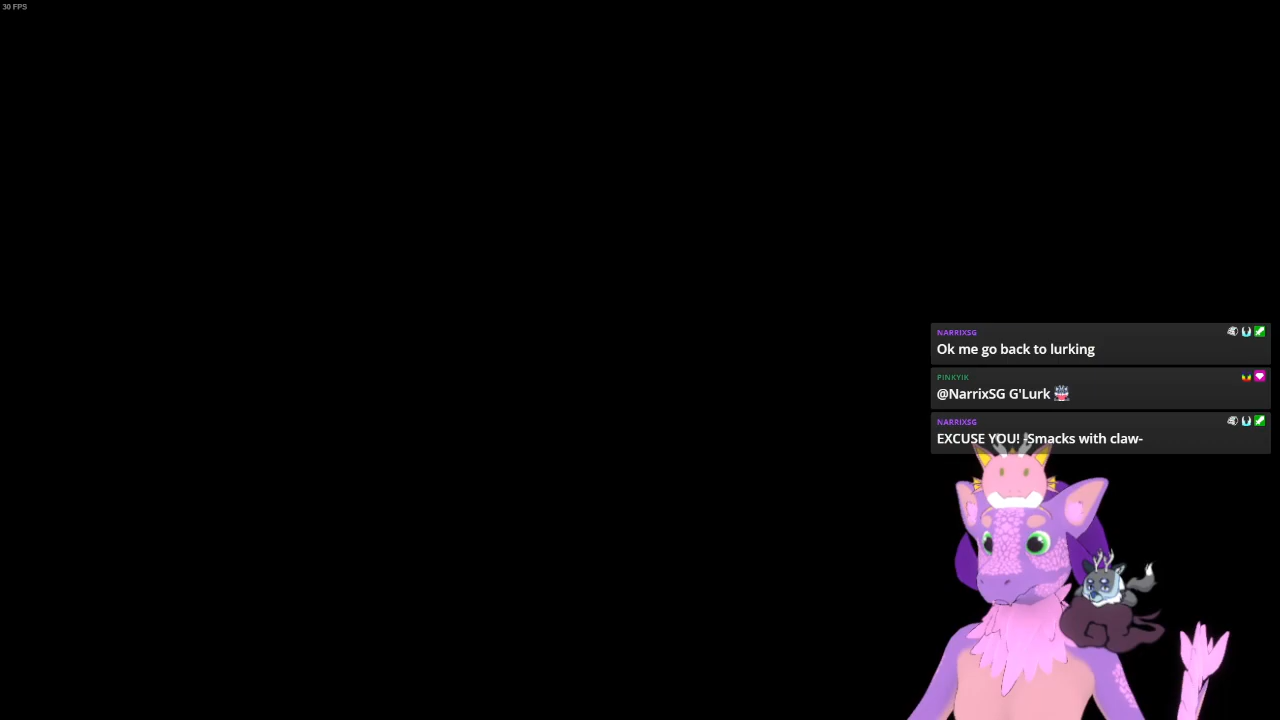 30 FPS
NARRIXSG
Ok me go back to lurking
PINKYIK
@NarrixSG G'Lurk
NARRIXSG
EXCUSE YOU! -Smacks with claw-